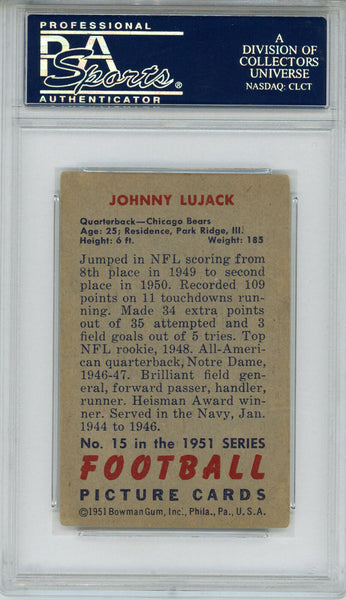 PROFESSIONAL
PSA
Sports
AUTHENTICATOR
A
DIVISION OF
COLLECTORS
UNIVERSE
NASDAQ: CLCT
JOHNNY LUJACK
Quarterback—Chicago Bears
Age: 25; Residence, Park Ridge, Ill.
Height: 6 ft. Weight: 185
Jumped in NFL scoring from
8th place in 1949 to second
place in 1950. Recorded 109
points on 11 touchdowns run-
ning. Made 34 extra points
out of 35 attempted and 3
field goals out of 5 tries. Top
NFL rookie, 1948. All-Ameri-
can quarterback, Notre Dame,
1946-47. Brilliant field gener-
al, forward passer, handler,
runner. Heisman Award win-
ner. Served in the Navy, Jan.
1944 to 1946.
No. 15 in the 1951 SERIES
FOOTBALL
PICTURE CARDS
©1951 Bowman Gum, Inc., Phila., Pa., U.S.A.